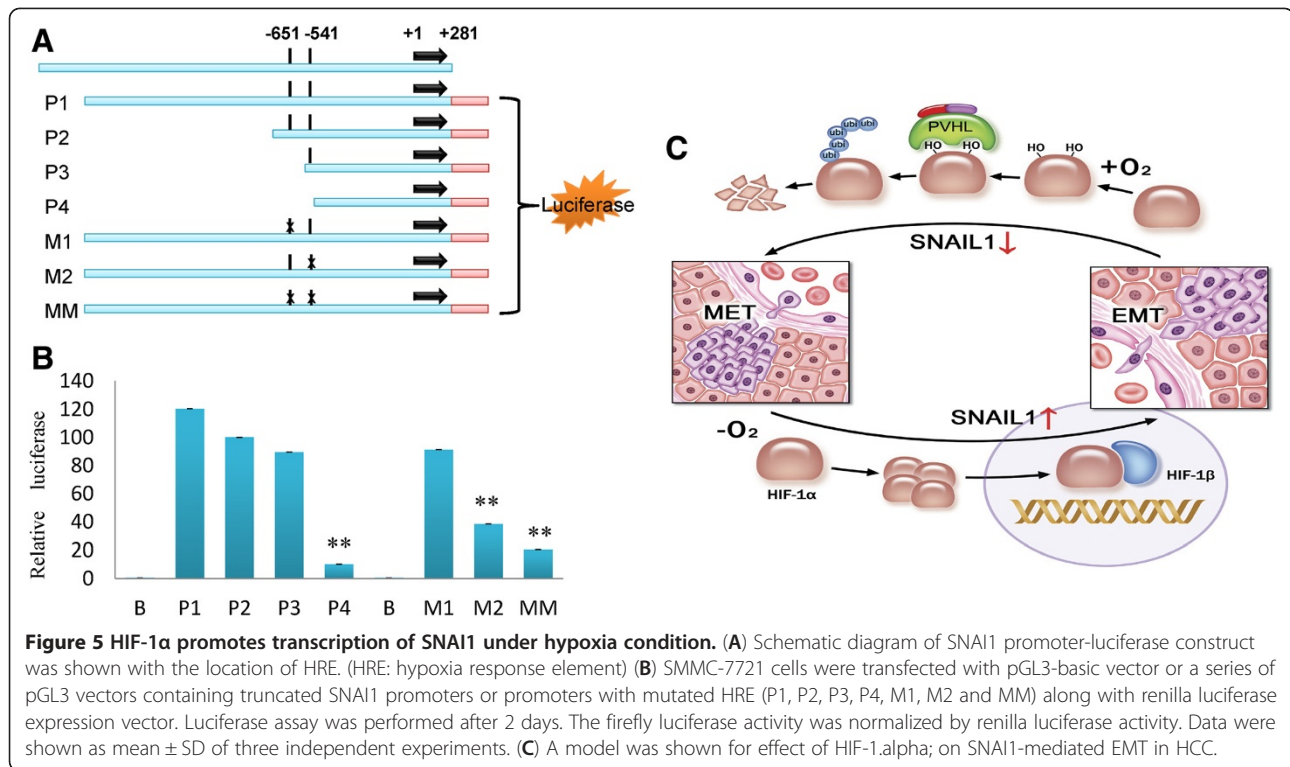 A
-651 -541 +1 +281
P1
P2
P3
P4
M1
M2
MM
Luciferase
B
Relative luciferase
140
120
100
80
60
40
20
0
** ** **
B P1 P2 P3 P4 B M1 M2 MM
C
ubi ubi ubi ubi ubi
PVHL
HO HO
HO HO
+O₂
SNAIL1↓
MET
EMT
SNAIL1↑
-O₂
HIF-1α
HIF-1β
Figure 5 HIF-1α promotes transcription of SNAI1 under hypoxia condition. (A) Schematic diagram of SNAI1 promoter-luciferase construct
was shown with the location of HRE. (HRE: hypoxia response element) (B) SMMC-7721 cells were transfected with pGL3-basic vector or a series of
pGL3 vectors containing truncated SNAI1 promoters or promoters with mutated HRE (P1, P2, P3, P4, M1, M2 and MM) along with renilla luciferase
expression vector. Luciferase assay was performed after 2 days. The firefly luciferase activity was normalized by renilla luciferase activity. Data were
shown as mean ± SD of three independent experiments. (C) A model was shown for effect of HIF-1.alpha; on SNAI1-mediated EMT in HCC.